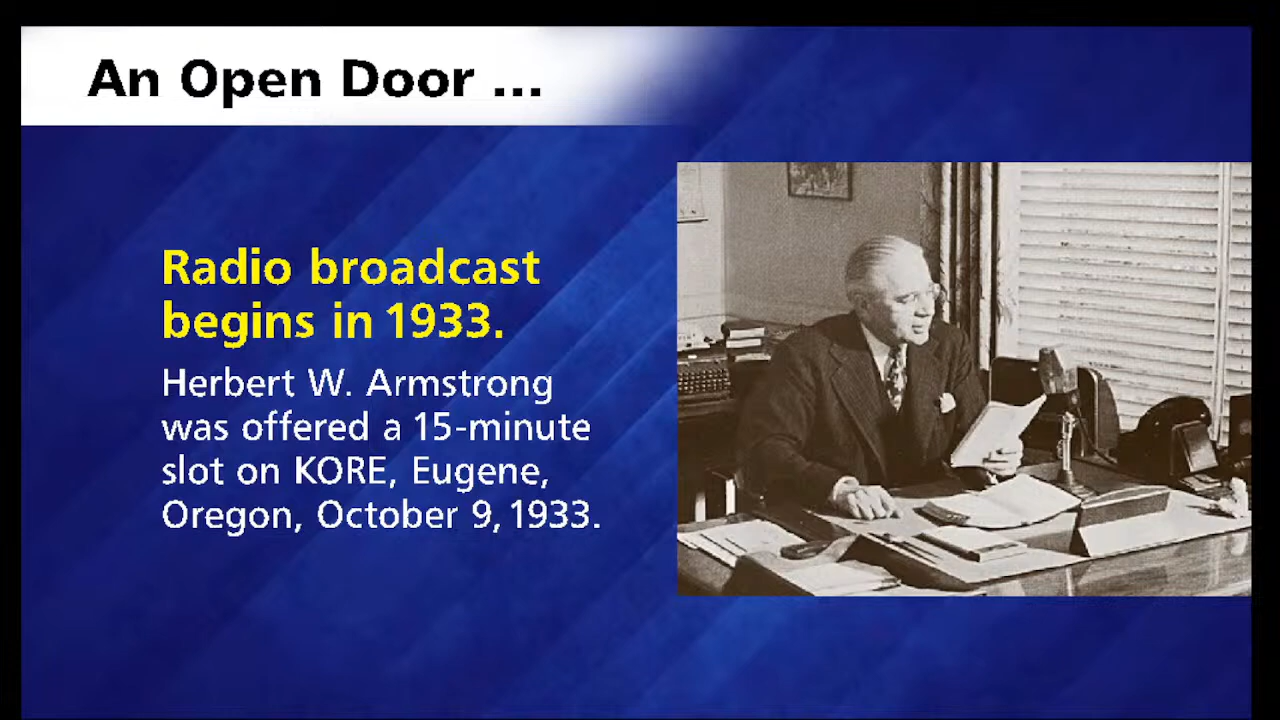 An Open Door ...
Radio broadcast
begins in 1933.
Herbert W. Armstrong
was offered a 15-minute
slot on KORE, Eugene,
Oregon, October 9, 1933.